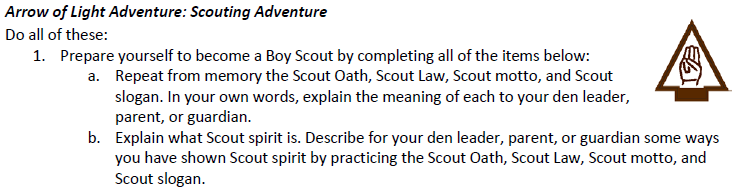 Arrow of Light Adventure: Scouting Adventure
Do all of these:
1. Prepare yourself to become a Boy Scout by completing all of the items below:
a. Repeat from memory the Scout Oath, Scout Law, Scout motto, and Scout
slogan. In your own words, explain the meaning of each to your den leader,
parent, or guardian.
b. Explain what Scout spirit is. Describe for your den leader, parent, or guardian some ways
you have shown Scout spirit by practicing the Scout Oath, Scout Law, Scout motto, and
Scout slogan.